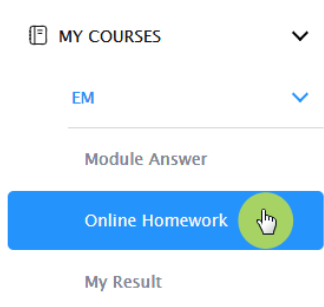 MY COURSES
EM
Module Answer
Online Homework
My Result